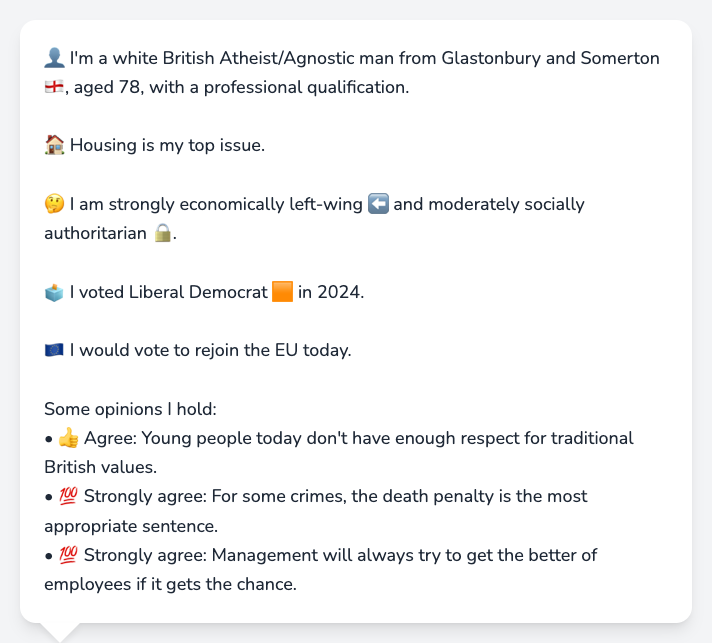 👤 I'm a white British Atheist/Agnostic man from Glastonbury and Somerton
🏴󠁧󠁢󠁥󠁮󠁧󠁿, aged 78, with a professional qualification.
🏠 Housing is my top issue.
🤔 I am strongly economically left-wing ⬅️ and moderately socially
authoritarian 🔒.
🗳️ I voted Liberal Democrat 🟧 in 2024.
🇪🇺 I would vote to rejoin the EU today.
Some opinions I hold:
• 👍 Agree: Young people today don't have enough respect for traditional
British values.
• 💯 Strongly agree: For some crimes, the death penalty is the most
appropriate sentence.
• 💯 Strongly agree: Management will always try to get the better of
employees if it gets the chance.